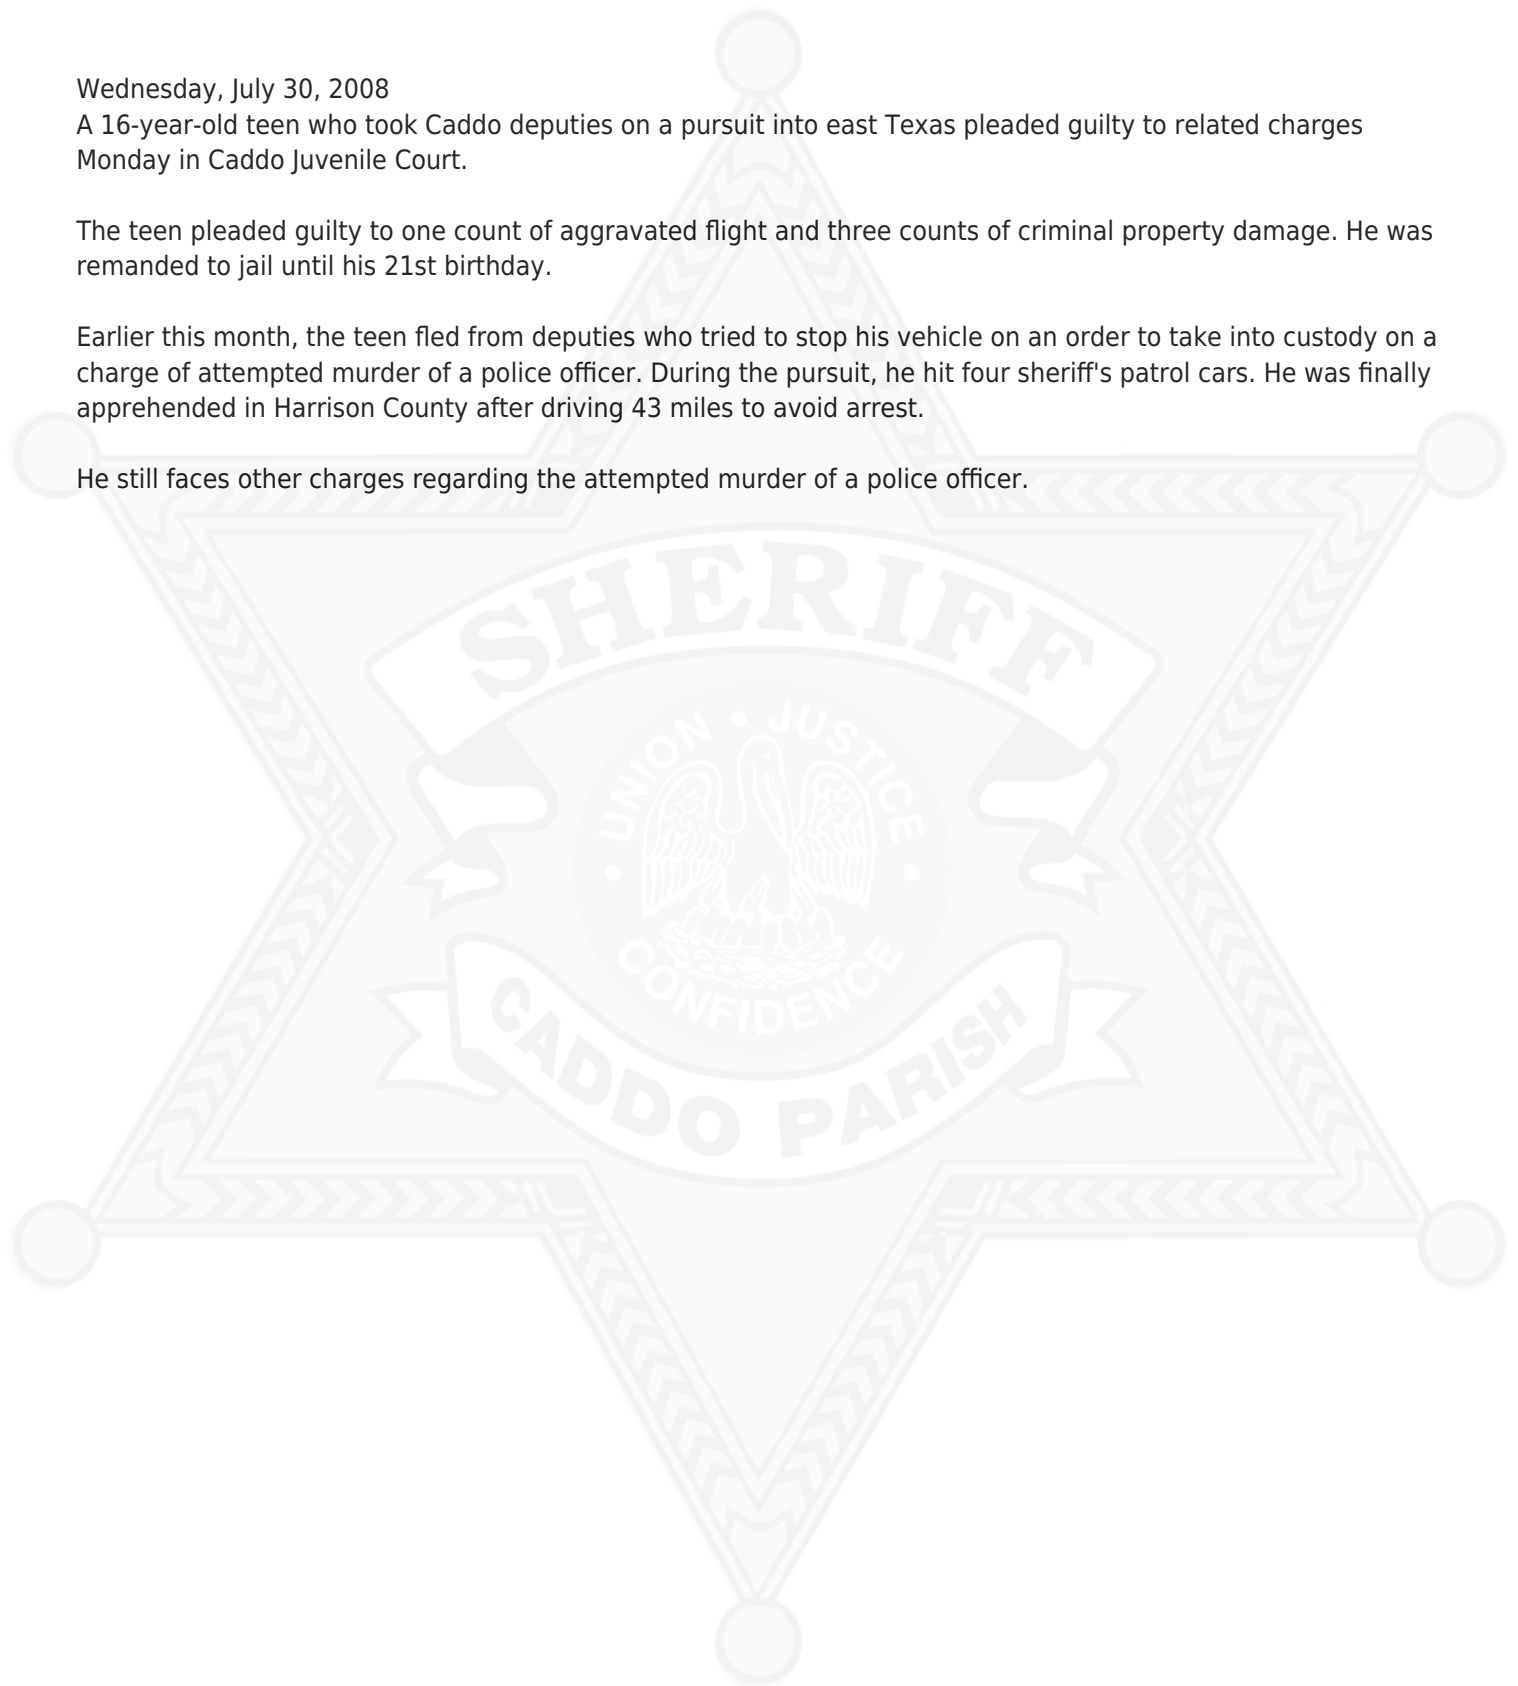 Wednesday, July 30, 2008
A 16-year-old teen who took Caddo deputies on a pursuit into east Texas pleaded guilty to related charges
Monday in Caddo Juvenile Court.
The teen pleaded guilty to one count of aggravated flight and three counts of criminal property damage. He was
remanded to jail until his 21st birthday.
Earlier this month, the teen fled from deputies who tried to stop his vehicle on an order to take into custody on a
charge of attempted murder of a police officer. During the pursuit, he hit four sheriff's patrol cars. He was finally
apprehended in Harrison County after driving 43 miles to avoid arrest.
He still faces other charges regarding the attempted murder of a police officer.
SHERIFF
UNION • JUSTICE
• CONFIDENCE •
CADDO PARISH